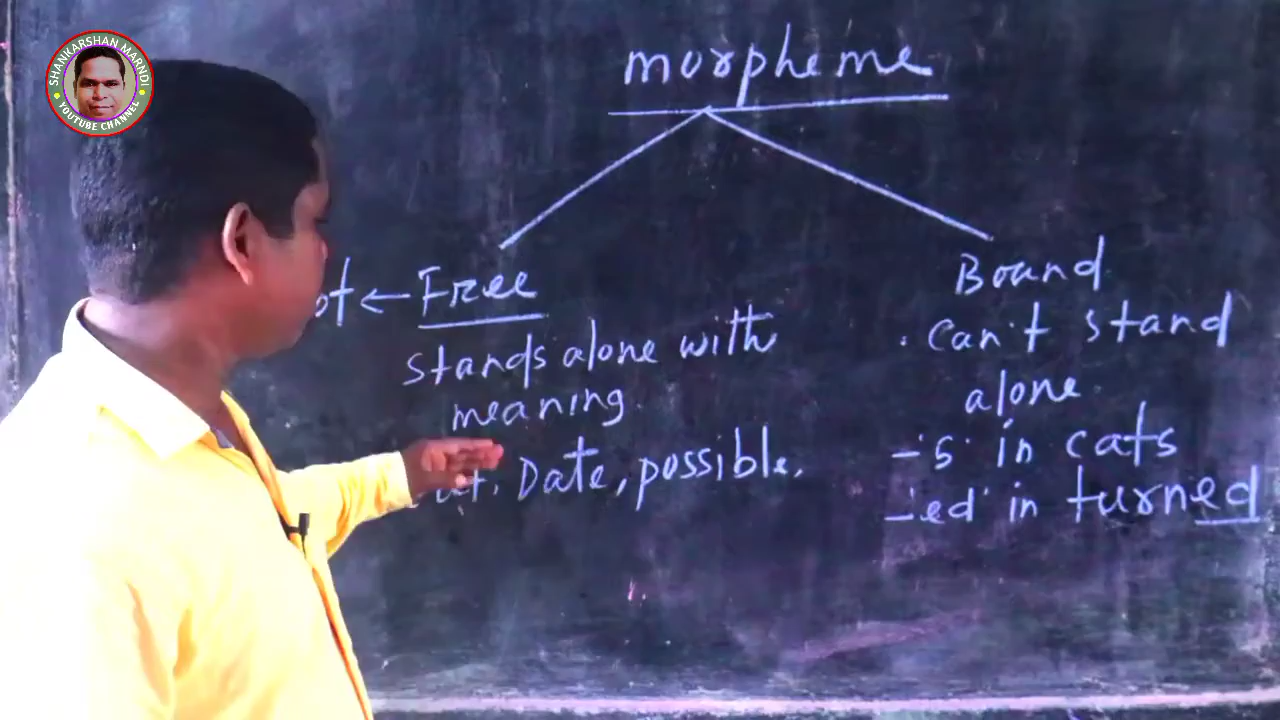 SHANKARSHAN MARNDI
YOUTUBE CHANNEL
morpheme
← Free
stands alone with
meaning.
Date, possible.
Bound
. can't stand
alone.
-'s' in cats
-'ed' in turned